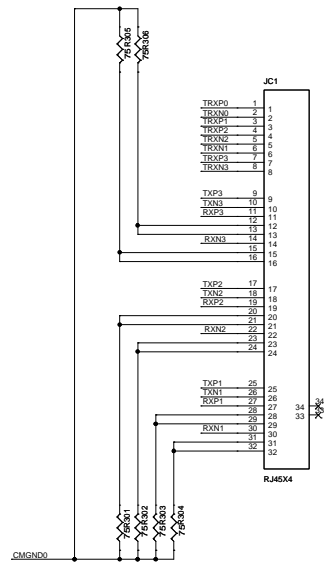 75R305
75R306
JC1
TRXP0 1 1
TRXN0 2 2
TRXP1 3 3
TRXP2 4 4
TRXN2 5 5
TRXN1 6 6
TRXP3 7 7
TRXN3 8 8
TXP3 9 9
TXN3 10 10
RXP3 11 11
12 12
13 13
RXN3 14 14
15 15
16 16
TXP2 17 17
TXN2 18 18
RXP2 19 19
20 20
21 21
RXN2 22 22
23 23
24 24
TXP1 25 25
TXN1 26 26
RXP1 27 27 34 34
28 28 33
29 29
RXN1 30 30
31 31
32 32
RJ45X4
75R301
75R302
75R303
75R304
CMGND0